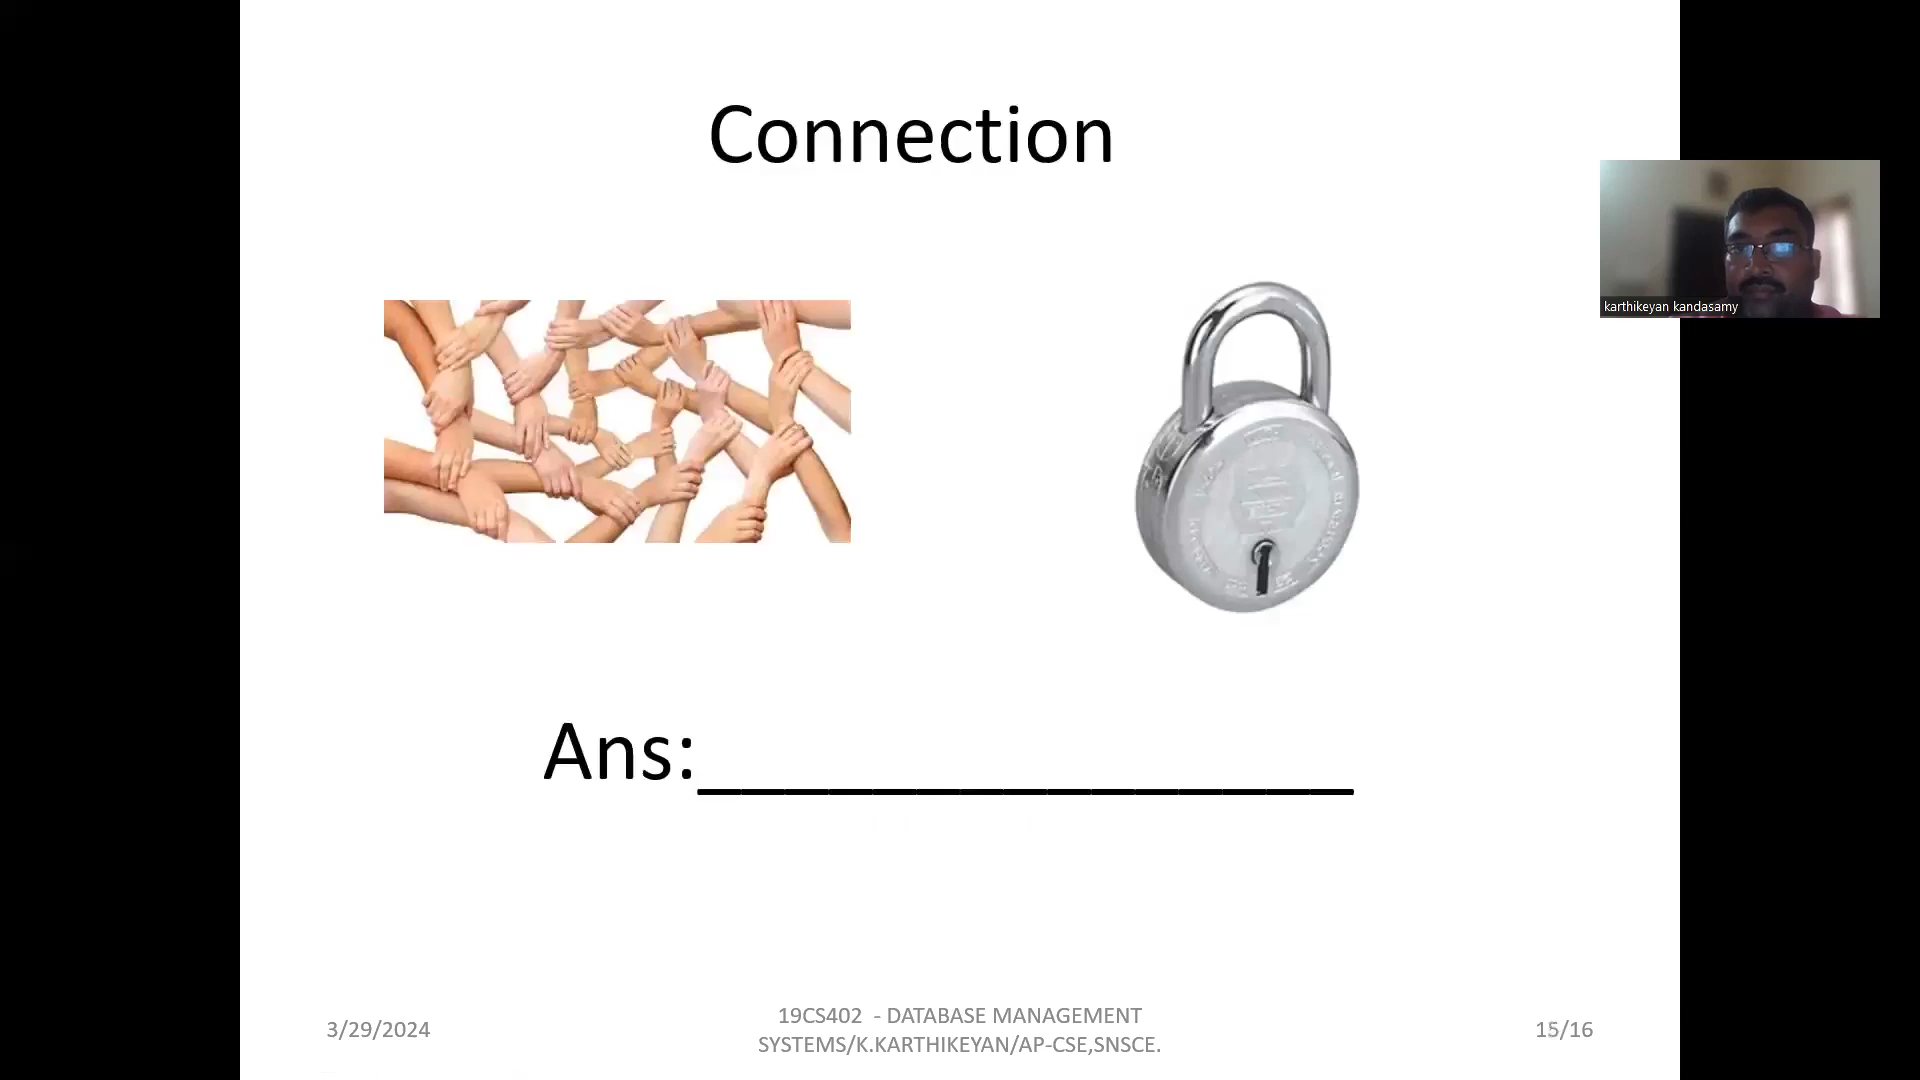 Connection
karthikeyan kandasamy
Ans:_______________
3/29/2024
19CS402 - DATABASE MANAGEMENT
SYSTEMS/K.KARTHIKEYAN/AP-CSE,SNSCE.
15/16